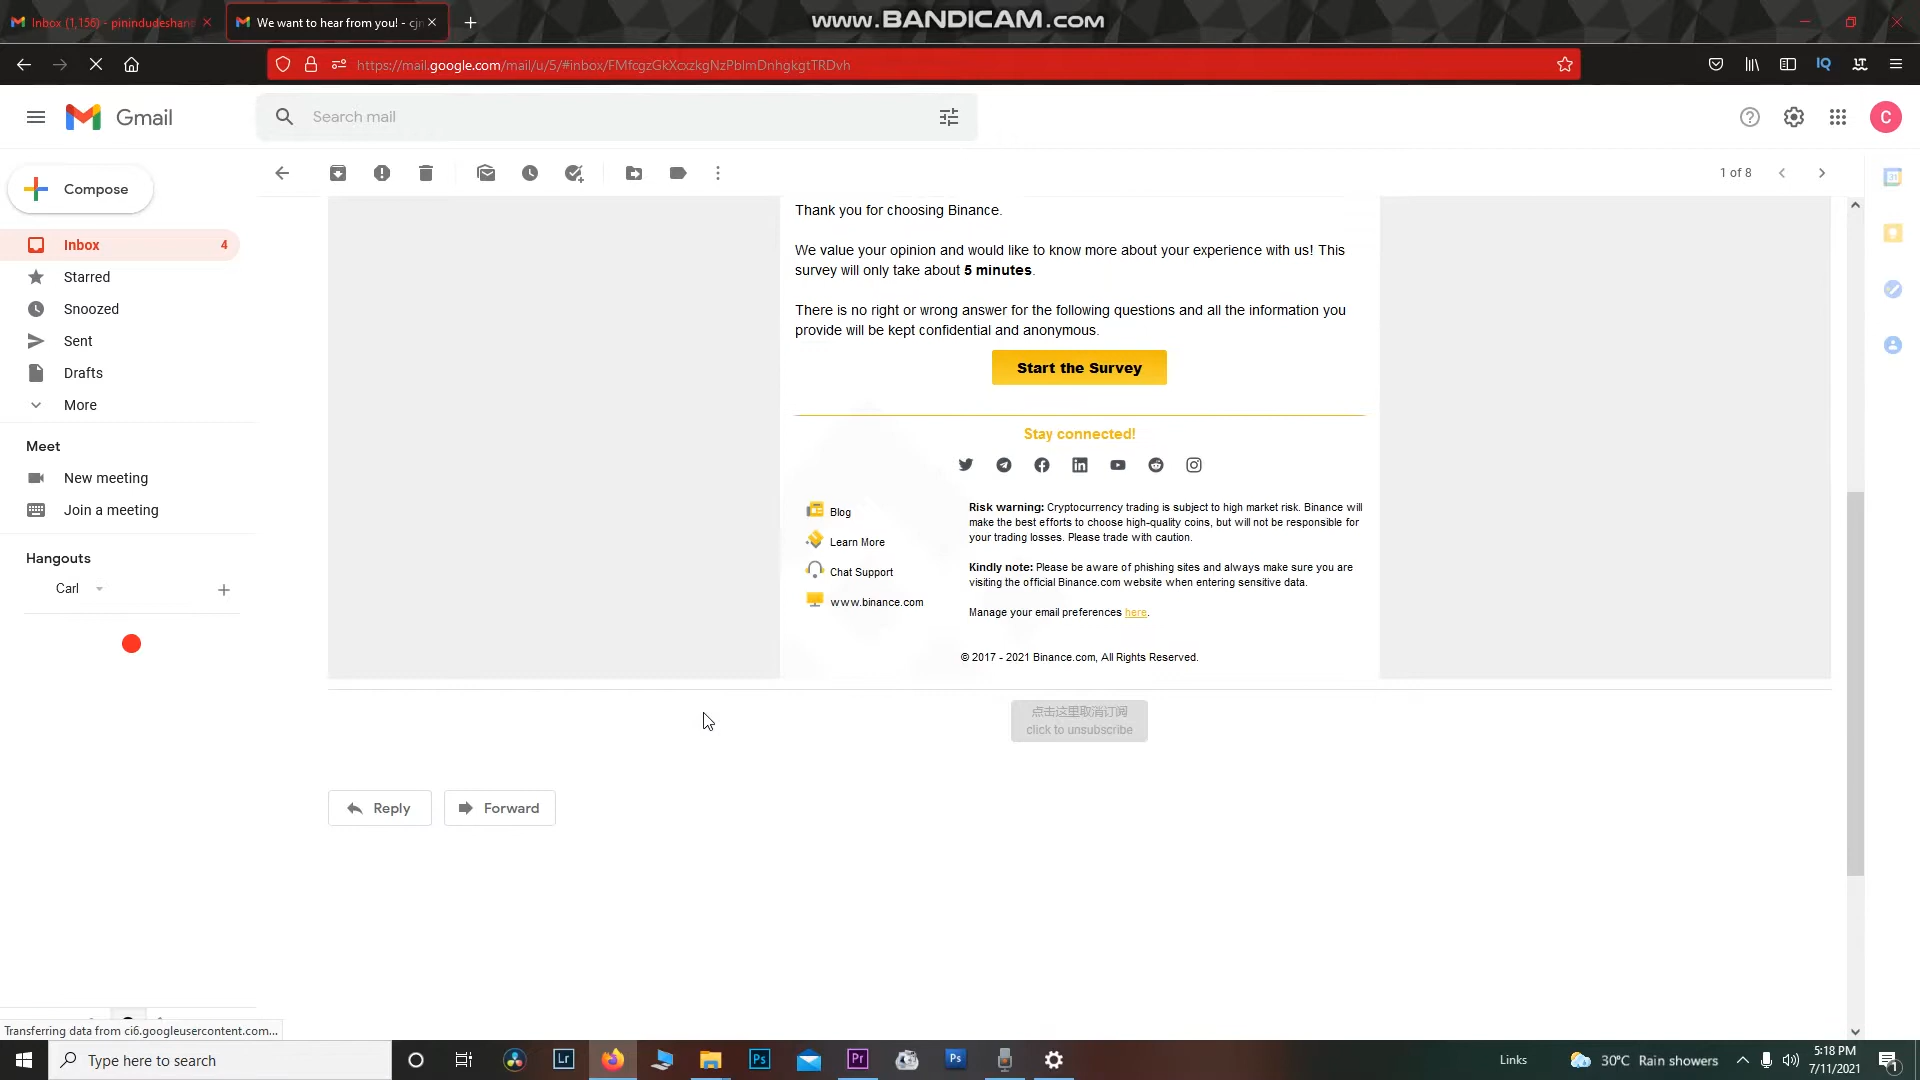 Inbox (1,156) - pinindudeshan
We want to hear from you! - cjn
www.BANDICAM.com
https://mail.google.com/mail/u/5/#inbox/FMfcgzGkXcxzkgNzPblmDnhgkgtTRDvh
IQ
Gmail
Search mail
C
Compose
1 of 8
31
Inbox 4
Starred
Snoozed
Sent
Drafts
More
Meet
New meeting
Join a meeting
Hangouts
Carl
Thank you for choosing Binance.
We value your opinion and would like to know more about your experience with us! This
survey will only take about 5 minutes.
There is no right or wrong answer for the following questions and all the information you
provide will be kept confidential and anonymous.
Start the Survey
Stay connected!
Blog
Learn More
Chat Support
www.binance.com
Risk warning: Cryptocurrency trading is subject to high market risk. Binance will
make the best efforts to choose high-quality coins, but will not be responsible for
your trading losses. Please trade with caution.
Kindly note: Please be aware of phishing sites and always make sure you are
visiting the official Binance.com website when entering sensitive data.
Manage your email preferences here.
© 2017 - 2021 Binance.com, All Rights Reserved.
点击这里取消订阅
click to unsubscribe
Reply
Forward
Transferring data from ci6.googleusercontent.com...
Type here to search
Lr
Ps
Pr
Ps
Links
30°C Rain showers
5:18 PM
7/11/2021
1